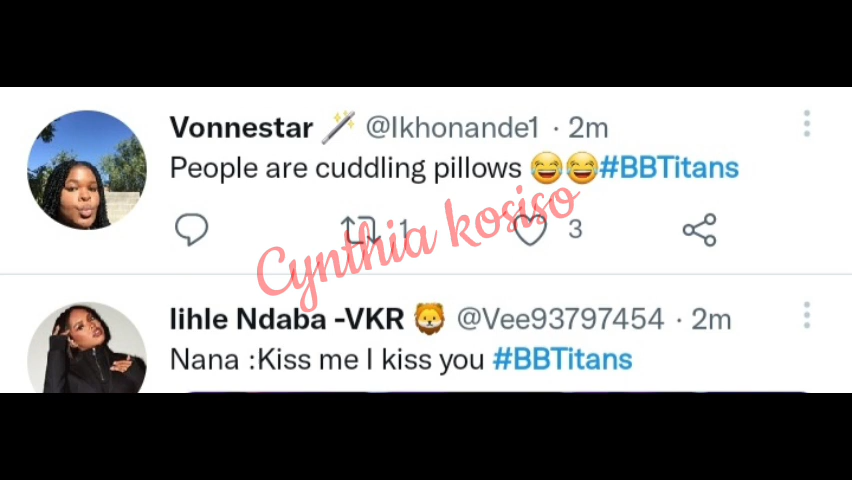 Vonnestar 🪄 @Ikhonande1 · 2m
People are cuddling pillows 😂😂#BBTitans
1 3
Cynthia kosiso
lihle Ndaba -VKR 🦁 @Vee93797454 · 2m
Nana :Kiss me I kiss you #BBTitans